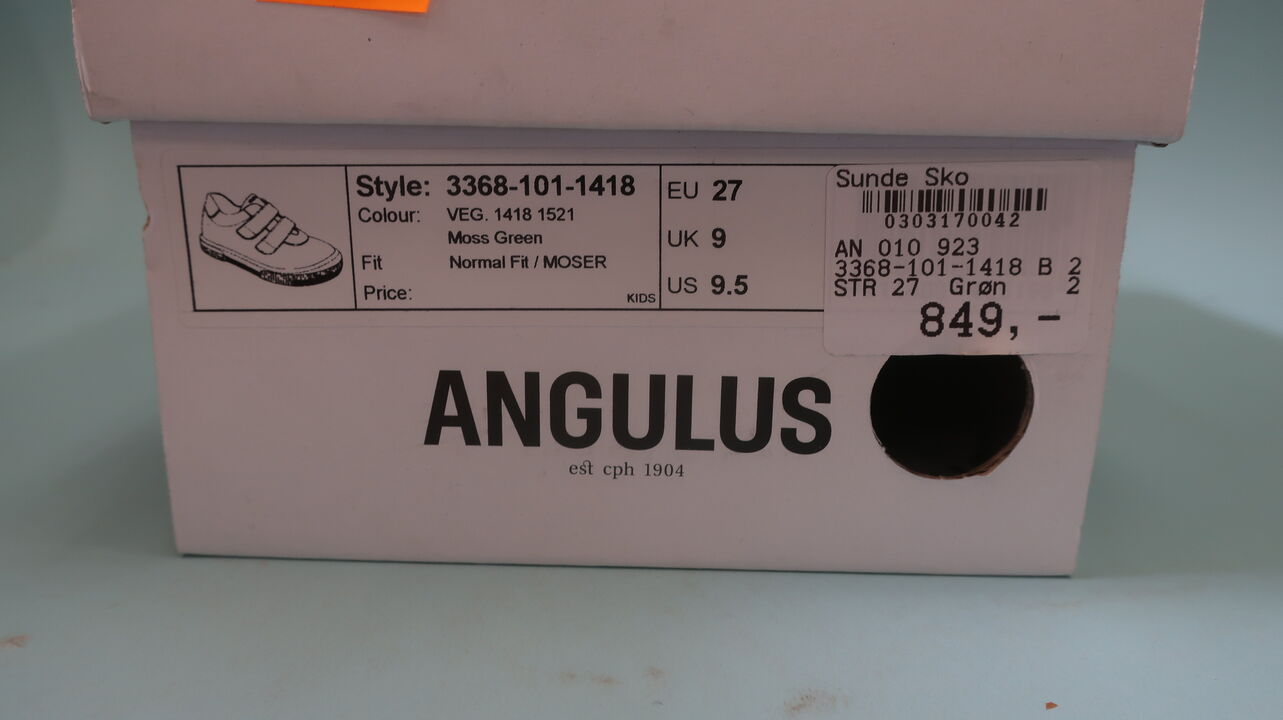 Style: 3368-101-1418
Colour: VEG. 1418 1521
Moss Green
Fit Normal Fit / MOSER
Price:
KIDS
EU 27
UK 9
US 9.5
Sunde Sko
0303170042
AN 010 923
3368-101-1418 B 2
STR 27 Grøn 2
849,-
ANGULUS
est cph 1904